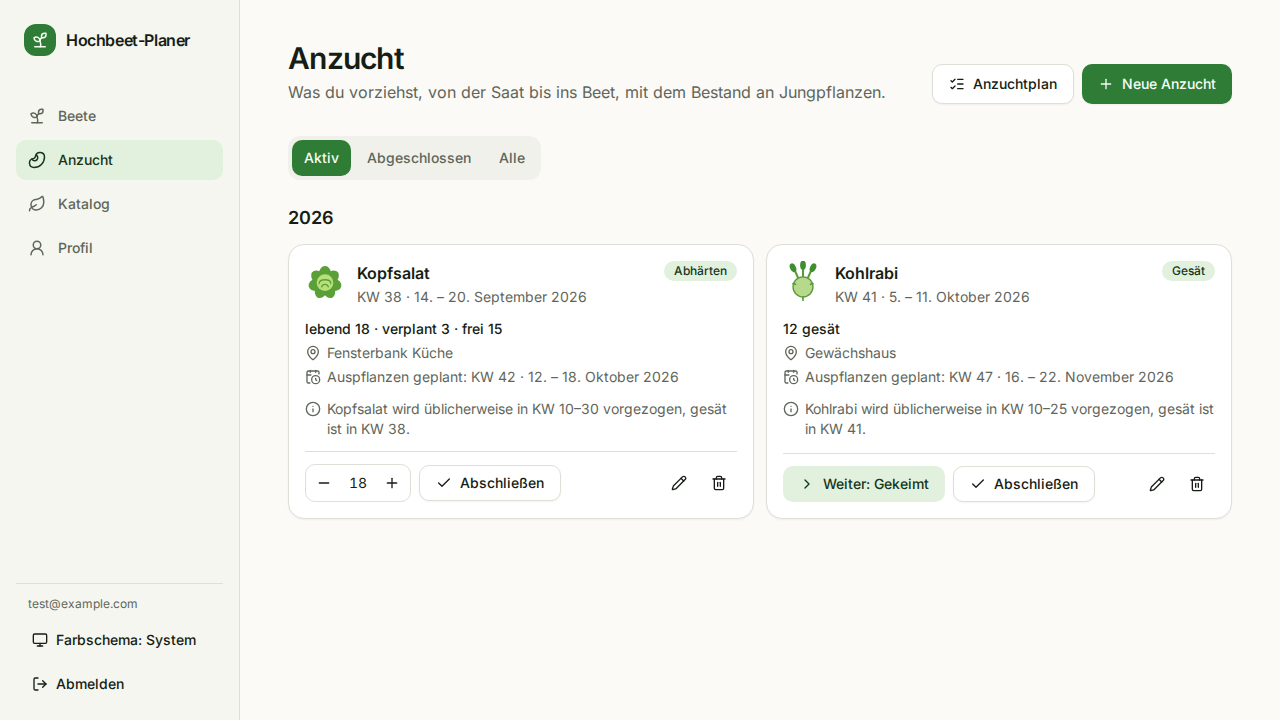 Hochbeet-Planer
Beete
Anzucht
Katalog
Profil
test@example.com
Farbschema: System
Abmelden
Anzucht
Was du vorziehst, von der Saat bis ins Beet, mit dem Bestand an Jungpflanzen.
Anzuchtplan
Neue Anzucht
Aktiv
Abgeschlossen
Alle
2026
Kopfsalat
Abhärten
KW 38 · 14. – 20. September 2026
lebend 18 · verplant 3 · frei 15
Fensterbank Küche
Auspflanzen geplant: KW 42 · 12. – 18. Oktober 2026
Kopfsalat wird üblicherweise in KW 10–30 vorgezogen, gesät
ist in KW 38.
18
Abschließen
Kohlrabi
Gesät
KW 41 · 5. – 11. Oktober 2026
12 gesät
Gewächshaus
Auspflanzen geplant: KW 47 · 16. – 22. November 2026
Kohlrabi wird üblicherweise in KW 10–25 vorgezogen, gesät ist
in KW 41.
Weiter: Gekeimt
Abschließen